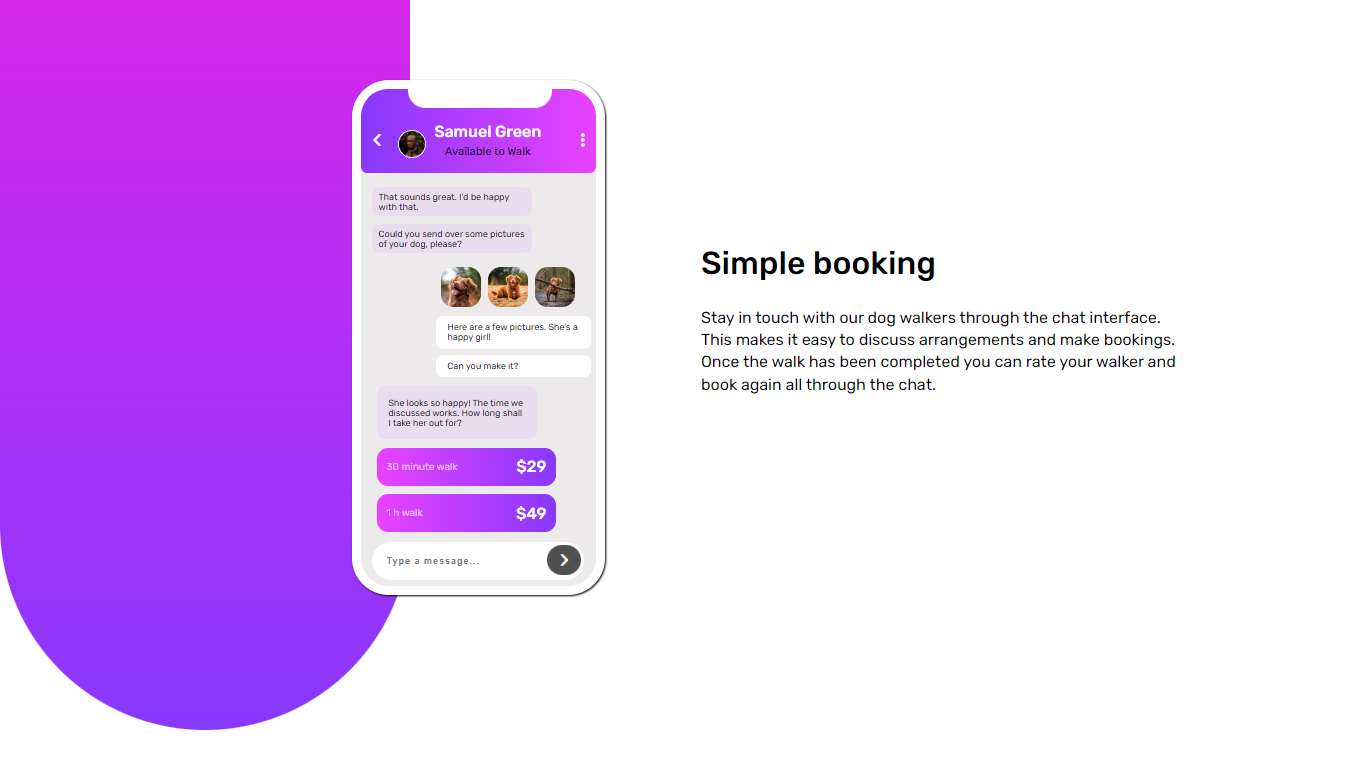 Samuel Green
Available to Walk
That sounds great. I'd be happy
with that.
Could you send over some pictures
of your dog, please?
Here are a few pictures. She's a
happy girl!
Can you make it?
She looks so happy! The time we
discussed works. How long shall
I take her out for?
30 minute walk $29
1 h walk $49
Type a message...
Simple booking
Stay in touch with our dog walkers through the chat interface.
This makes it easy to discuss arrangements and make bookings.
Once the walk has been completed you can rate your walker and
book again all through the chat.